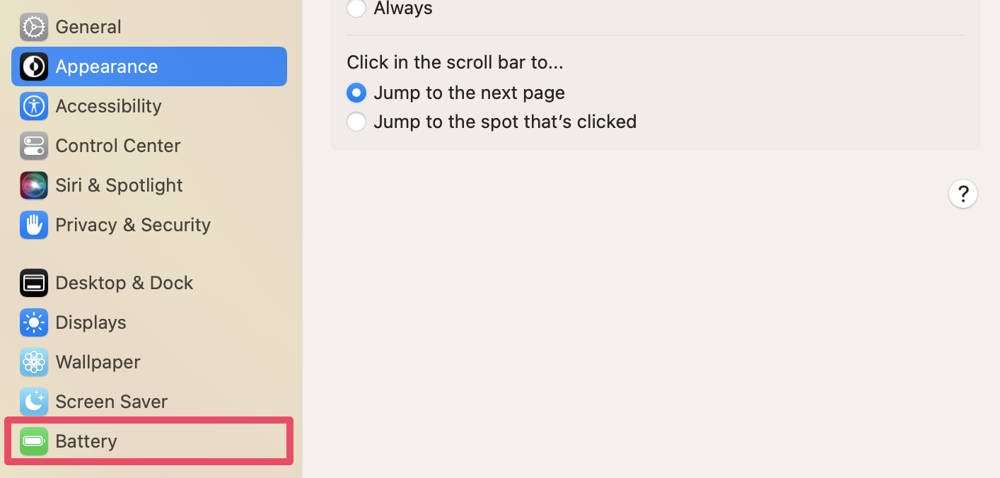 General
Appearance
Accessibility
Control Center
Siri & Spotlight
Privacy & Security
Desktop & Dock
Displays
Wallpaper
Screen Saver
Battery
Always
Click in the scroll bar to...
Jump to the next page
Jump to the spot that’s clicked
?